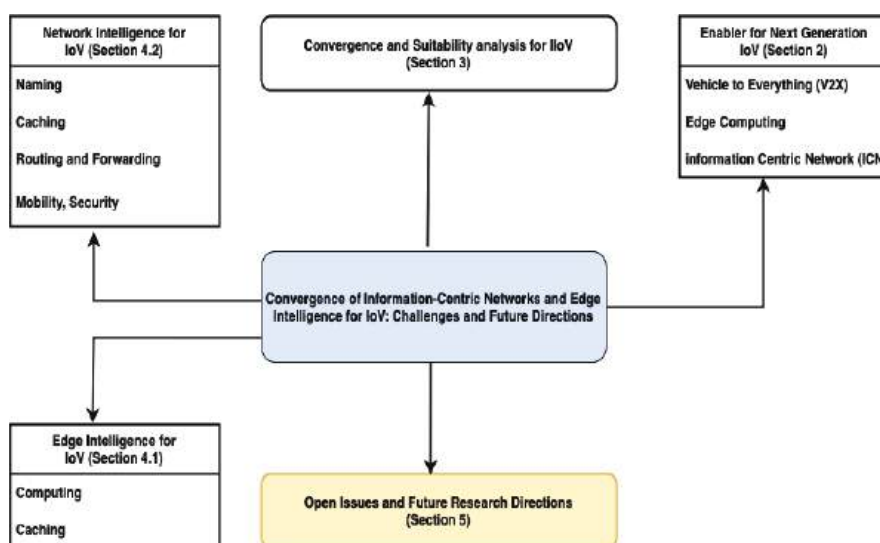 Network Intelligence for
IoV (Section 4.2)
Naming
Caching
Routing and Forwarding
Mobility, Security
Convergence and Suitability analysis for IIoV
(Section 3)
Enabler for Next Generation
IoV (Section 2)
Vehicle to Everything (V2X)
Edge Computing
information Centric Network (ICN
Convergence of Information-Centric Networks and Edge
Intelligence for IoV: Challenges and Future Directions
Edge Intelligence for
IoV (Section 4.1)
Computing
Caching
Open Issues and Future Research Directions
(Section 5)